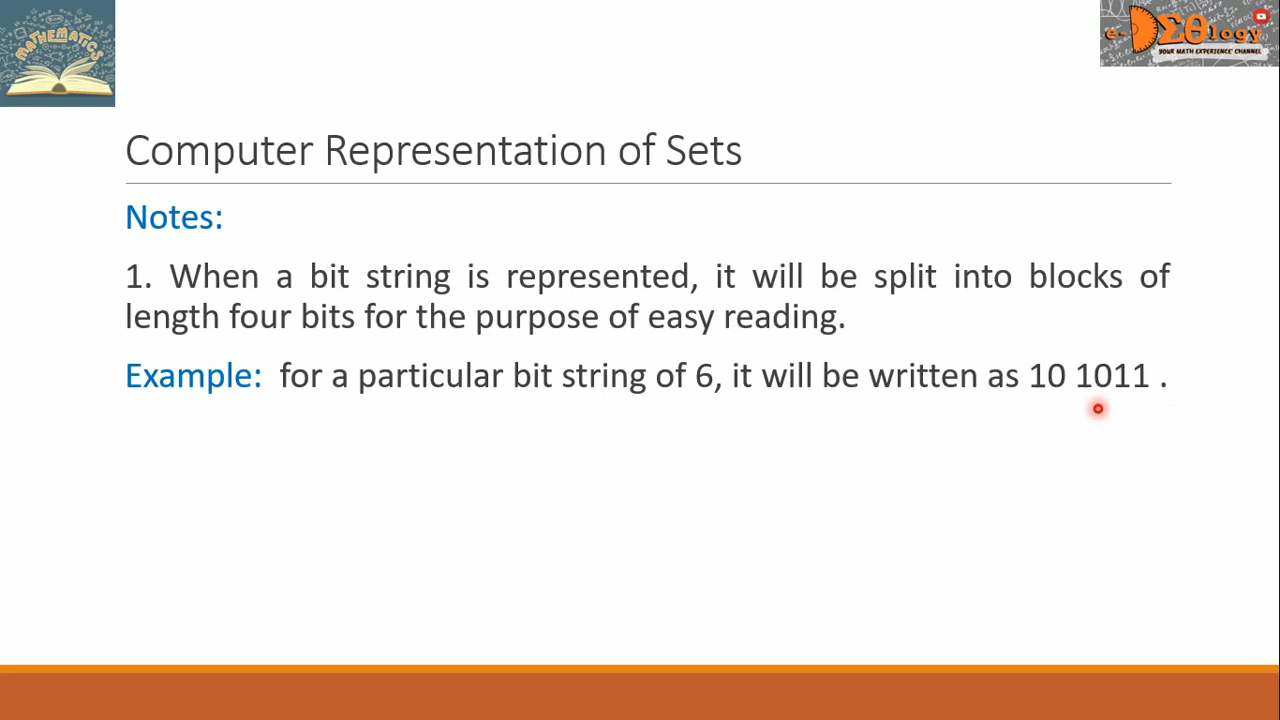 MATHEMATICS
e-DΣθlogy
YOUR MATH EXPERIENCE CHANNEL
Computer Representation of Sets
Notes:
1. When a bit string is represented, it will be split into blocks of
length four bits for the purpose of easy reading.
Example: for a particular bit string of 6, it will be written as 10 1011 .